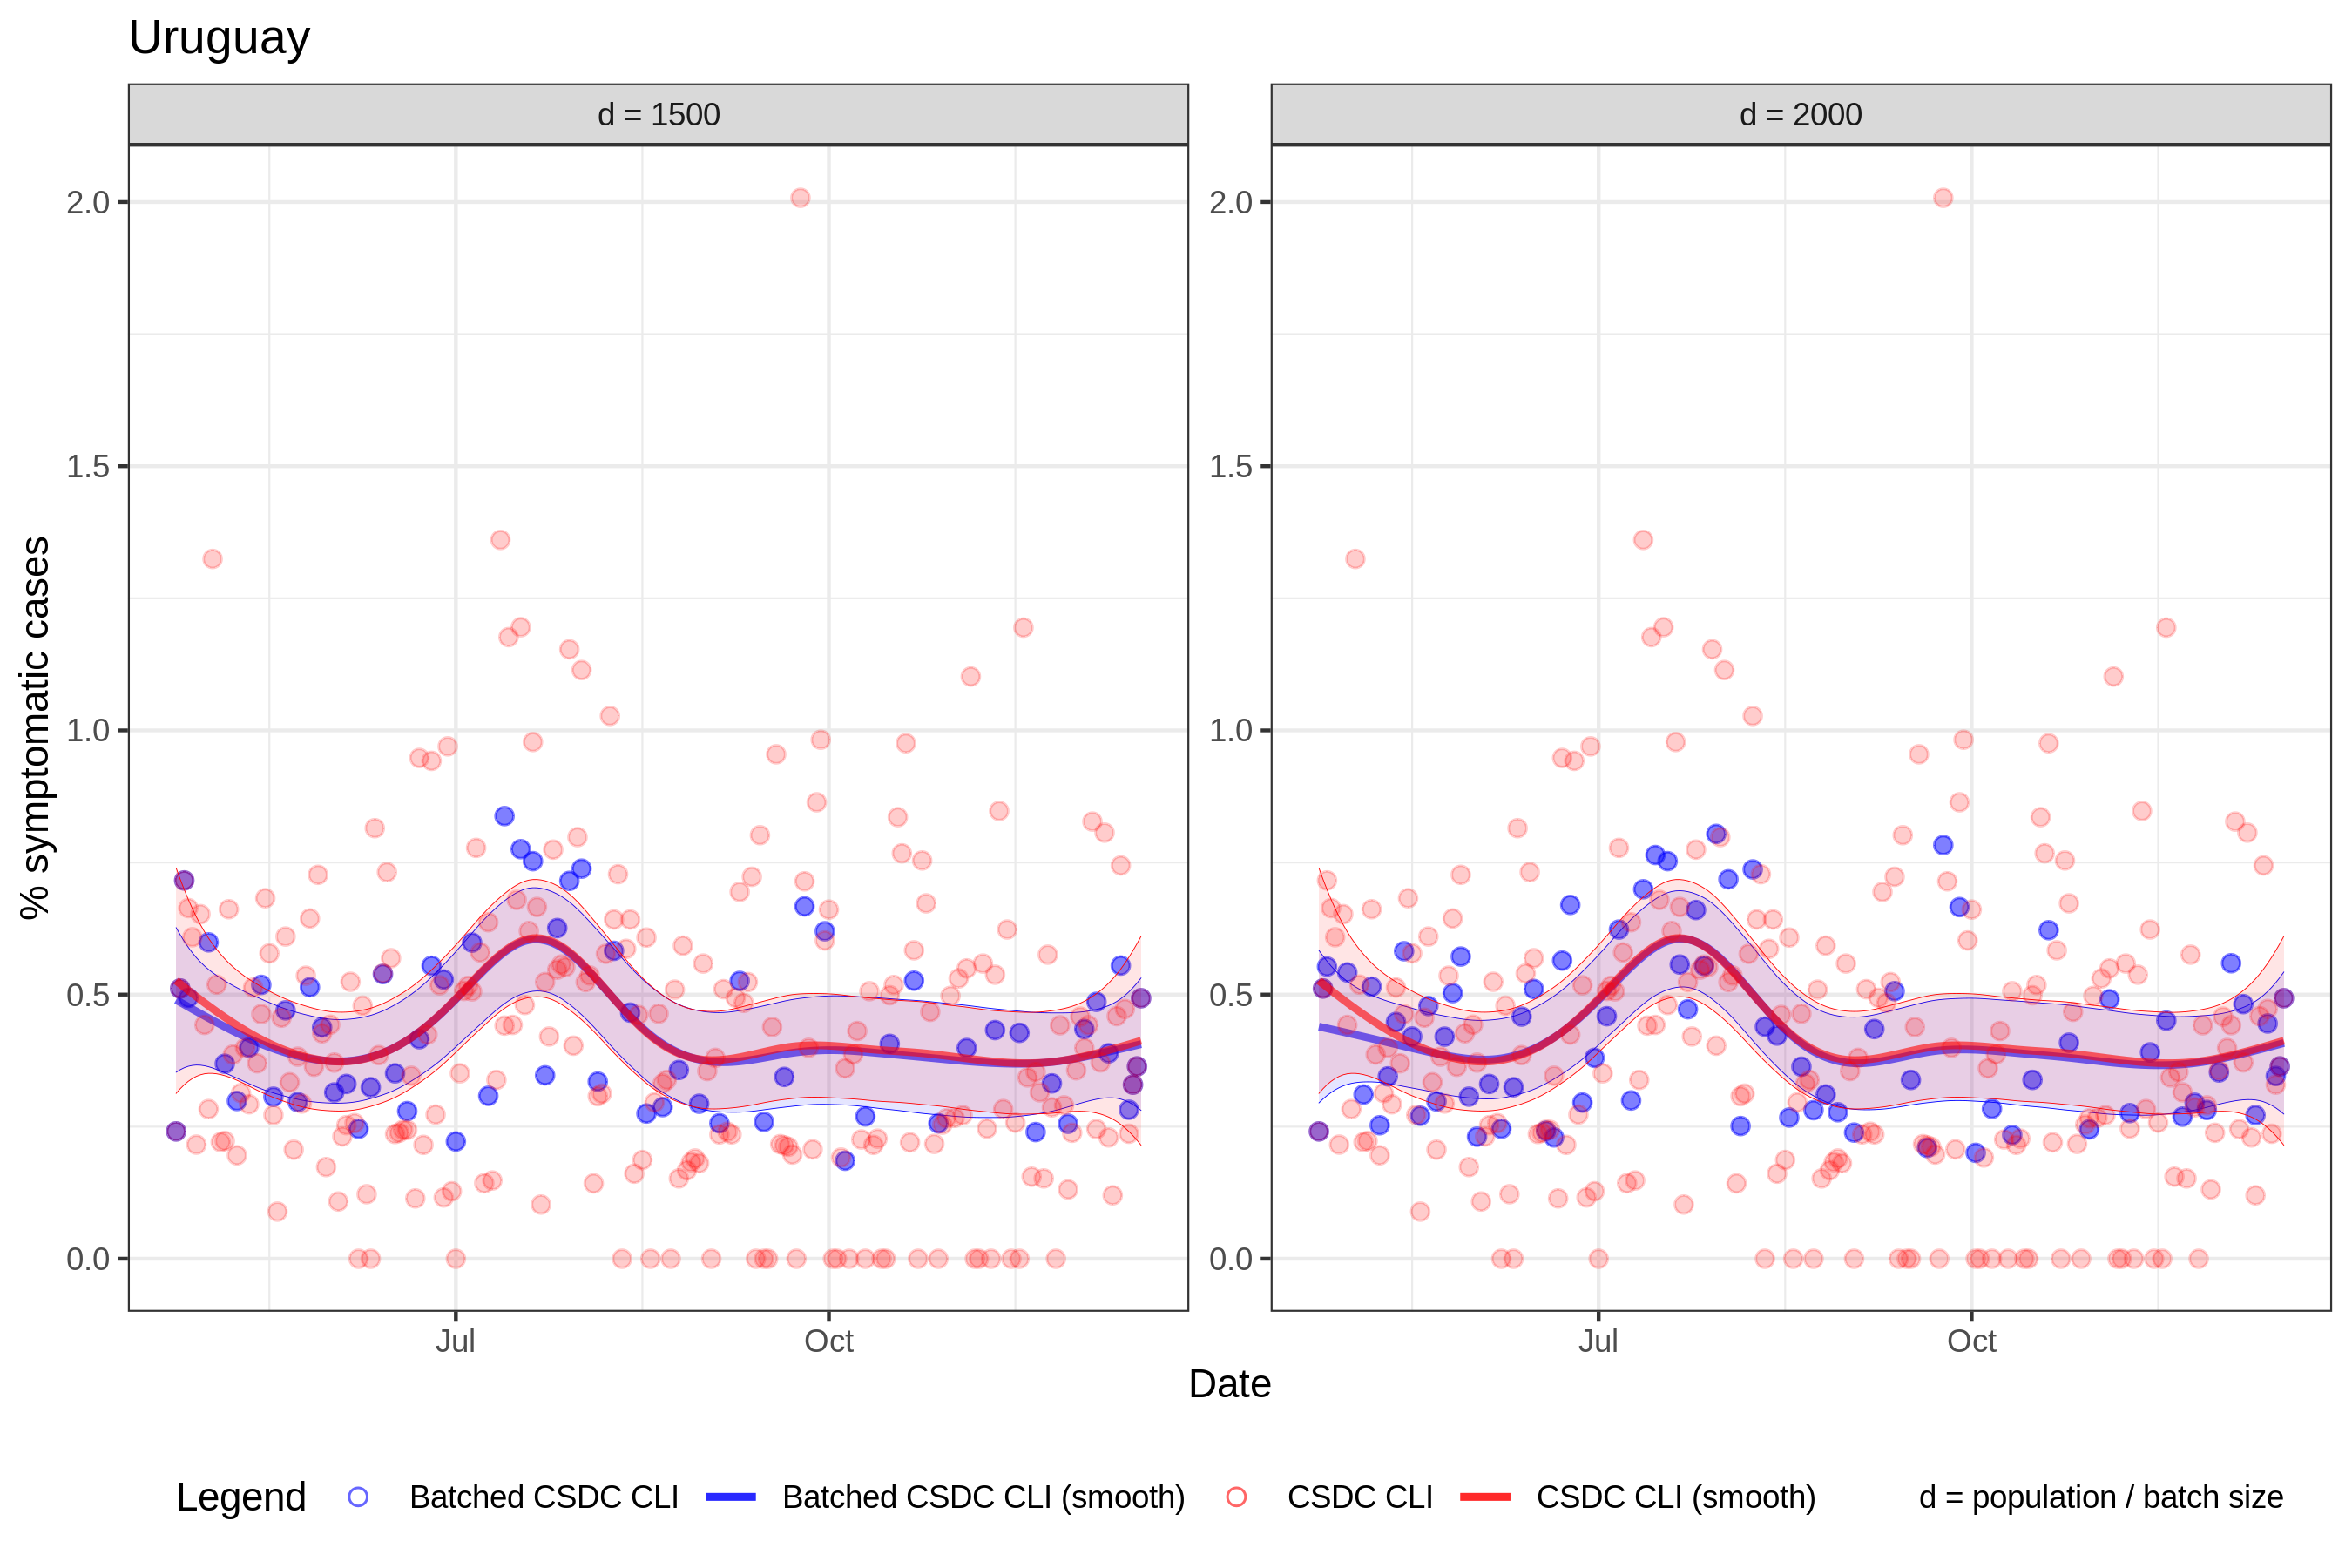 Uruguay
d = 1500
d = 2000
% symptomatic cases
2.0
1.5
1.0
0.5
0.0
2.0
1.5
1.0
0.5
0.0
Jul
Oct
Jul
Oct
Date
Legend Batched CSDC CLI Batched CSDC CLI (smooth) CSDC CLI CSDC CLI (smooth) d = population / batch size